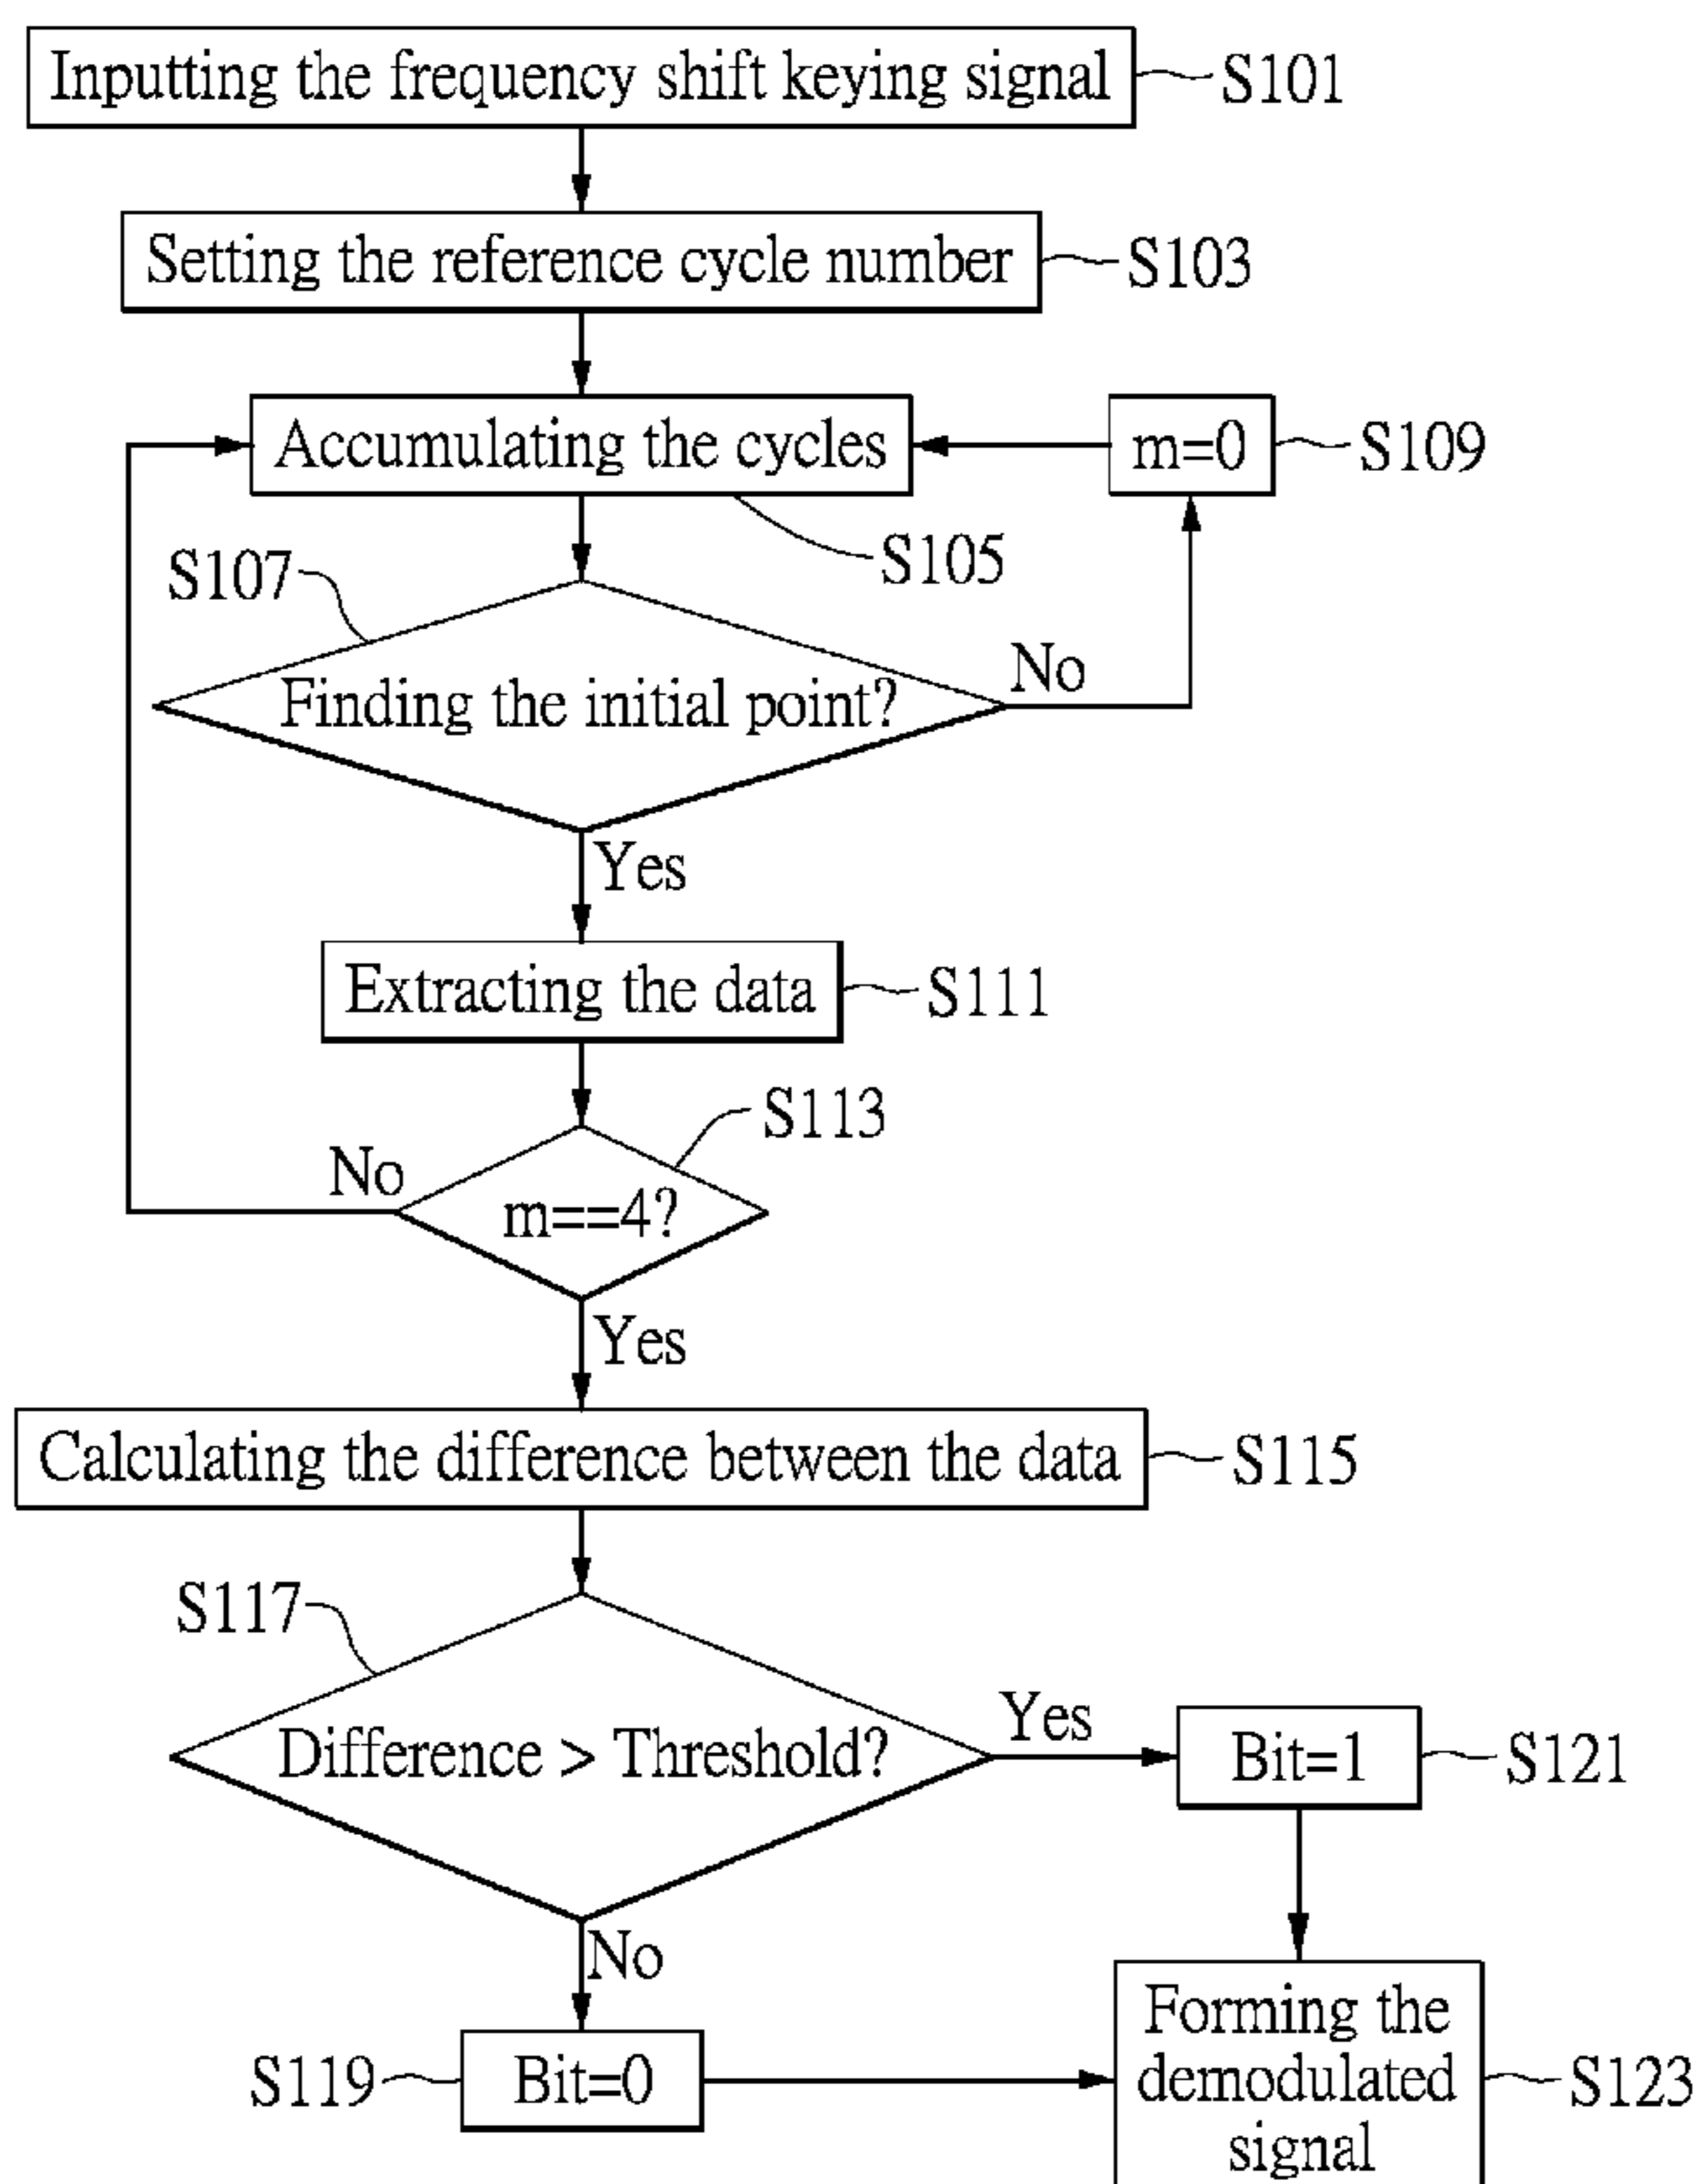 Inputting the frequency shift keying signal
S101
Setting the reference cycle number
S103
Accumulating the cycles
m=0
S109
S105
S107
Finding the initial point?
No
Yes
Extracting the data
S111
S113
No
m==4?
Yes
Calculating the difference between the data
S115
S117
Difference > Threshold?
Yes
Bit=1
S121
No
S119
Bit=0
Forming the
demodulated
signal
S123